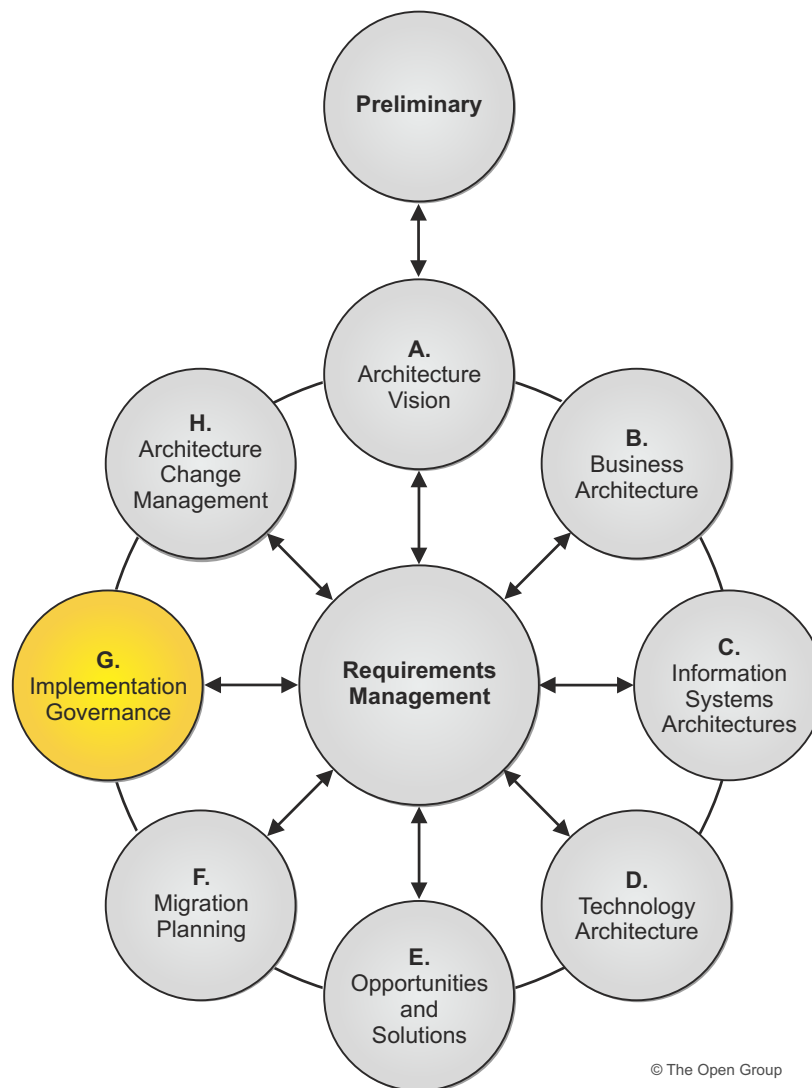 Preliminary
A.
Architecture
Vision
H.
Architecture
Change
Management
B.
Business
Architecture
G.
Implementation
Governance
Requirements
Management
C.
Information
Systems
Architectures
F.
Migration
Planning
D.
Technology
Architecture
E.
Opportunities
and
Solutions
© The Open Group